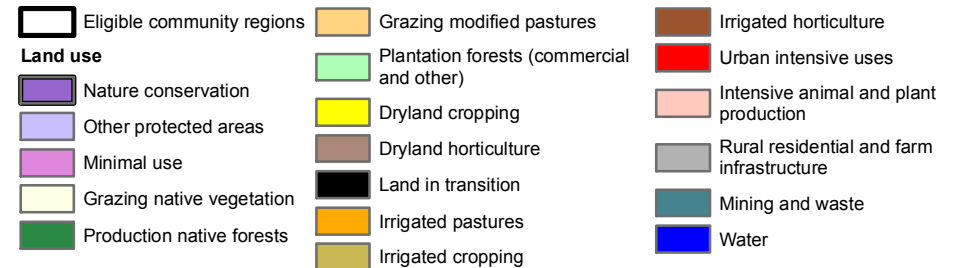 Eligible community regions
Land use
Nature conservation
Other protected areas
Minimal use
Grazing native vegetation
Production native forests
Grazing modified pastures
Plantation forests (commercial
and other)
Dryland cropping
Dryland horticulture
Land in transition
Irrigated pastures
Irrigated cropping
Irrigated horticulture
Urban intensive uses
Intensive animal and plant
production
Rural residential and farm
infrastructure
Mining and waste
Water